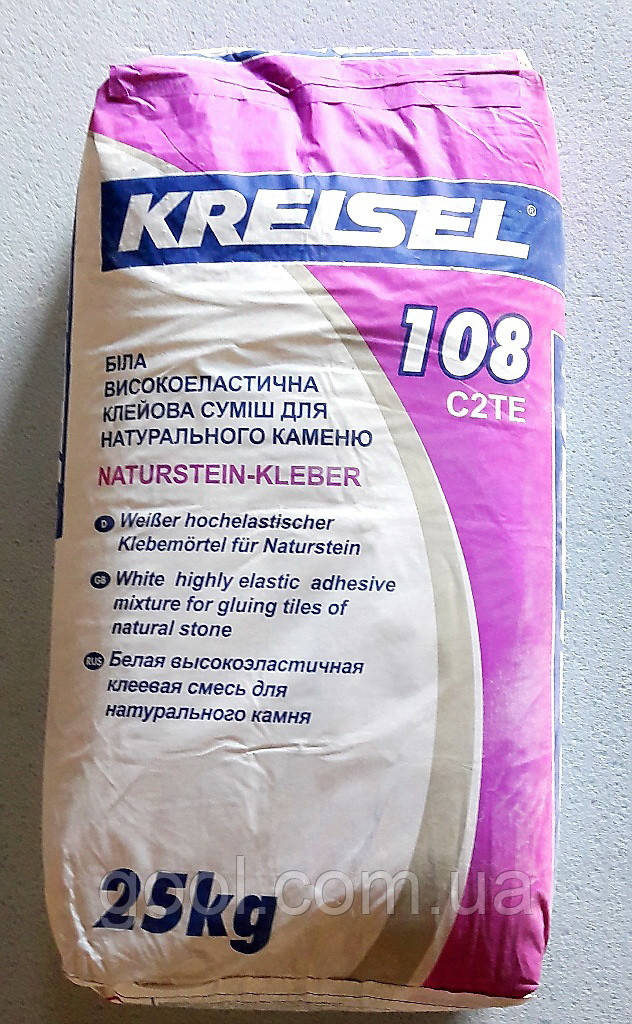 KREISEL®
108
C2TE
БІЛА
ВИСОКОЕЛАСТИЧНА
КЛЕЙОВА СУМІШ ДЛЯ
НАТУРАЛЬНОГО КАМЕНЮ
NATURSTEIN-KLEBER
D Weißer hochelastischer
Klebemörtel für Naturstein
GB White highly elastic adhesive
mixture for gluing tiles of
natural stone
RUS Белая высокоэластичная
клеевая смесь для
натурального камня
25kg
qool.com.ua